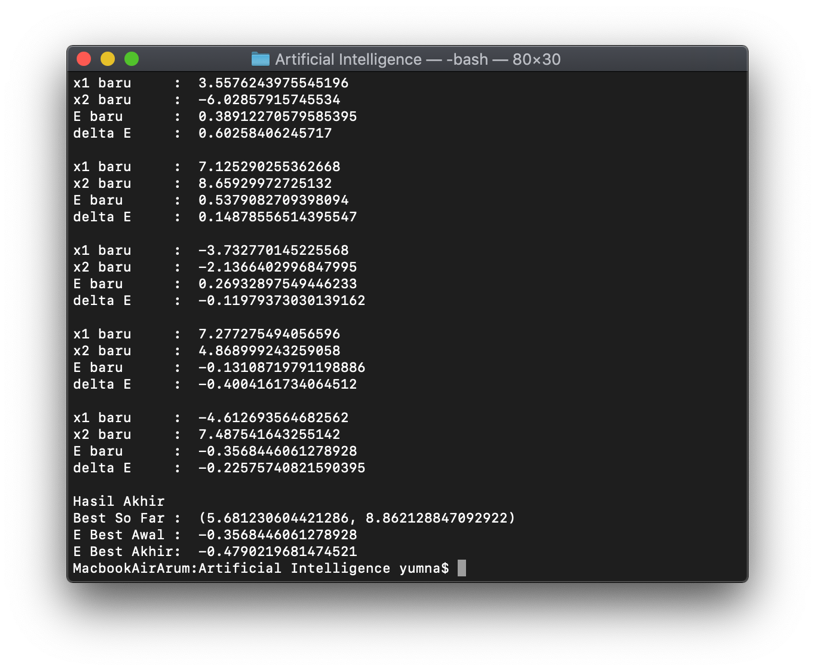 Artificial Intelligence — -bash — 80×30
x1 baru     :  3.5576243975545196
x2 baru     :  -6.02857915745534
E baru      :  0.38912270579585395
delta E     :  0.60258406245717
x1 baru     :  7.125290255362668
x2 baru     :  8.65929972725132
E baru      :  0.5379082709398094
delta E     :  0.14878556514395547
x1 baru     :  -3.732770145225568
x2 baru     :  -2.1366402996847995
E baru      :  0.26932897549446233
delta E     :  -0.11979373030139162
x1 baru     :  7.277275494056596
x2 baru     :  4.868999243259058
E baru      :  -0.13108719791198886
delta E     :  -0.4004161734064512
x1 baru     :  -4.612693564682562
x2 baru     :  7.487541643255142
E baru      :  -0.3568446061278928
delta E     :  -0.22575740821590395
Hasil Akhir
Best So Far :  (5.681230604421286, 8.862128847092922)
E Best Awal :  -0.3568446061278928
E Best Akhir:  -0.4790219681474521
MacbookAirArum:Artificial Intelligence yumna$